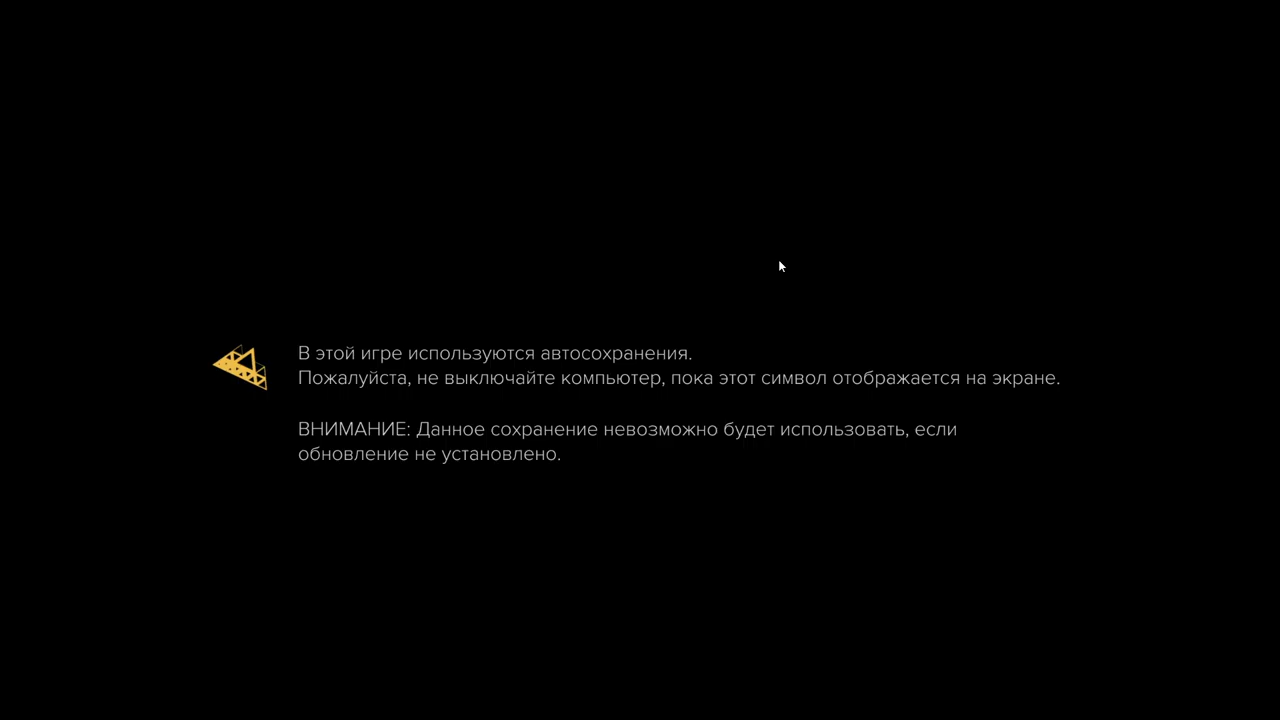 В этой игре используются автосохранения.
Пожалуйста, не выключайте компьютер, пока этот символ отображается на экране.
ВНИМАНИЕ: Данное сохранение невозможно будет использовать, если
обновление не установлено.